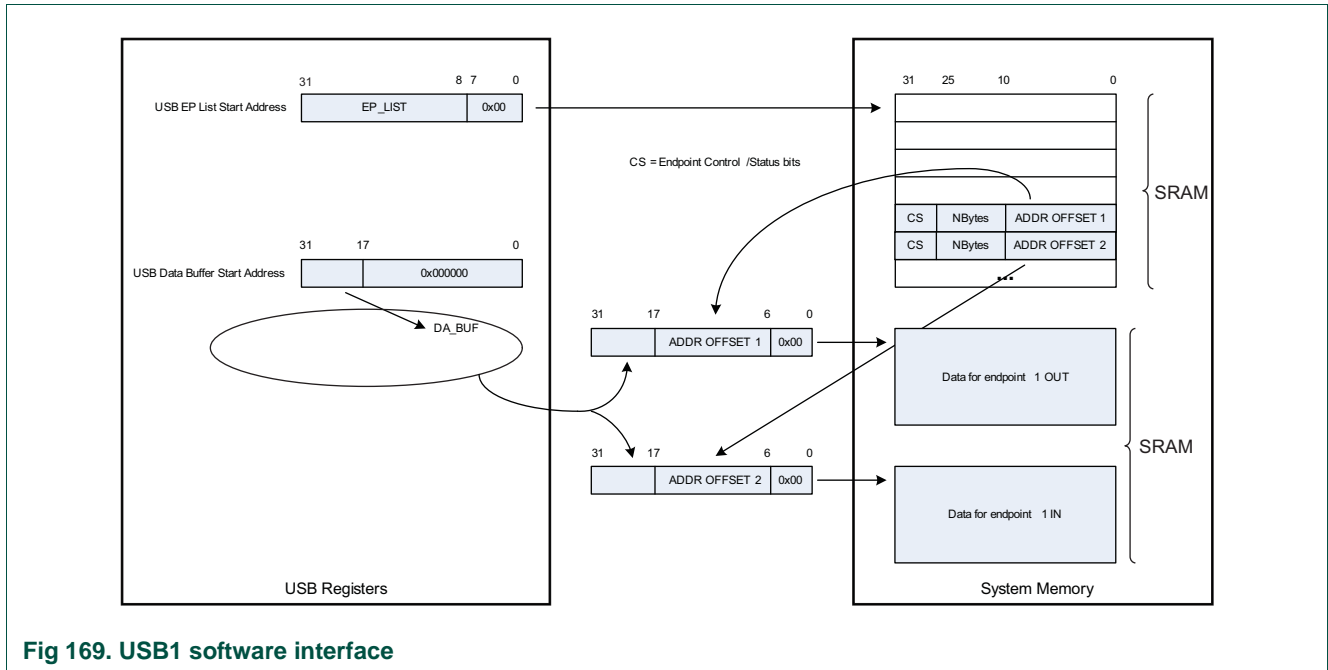 31 8 7 0
USB EP List Start Address EP_LIST 0x00
31 25 10 0
CS = Endpoint Control /Status bits
CS NBytes ADDR OFFSET 1
CS NBytes ADDR OFFSET 2
...
SRAM
31 17 0
USB Data Buffer Start Address 0x000000
DA_BUF
31 17 6 0
ADDR OFFSET 1 0x00
Data for endpoint 1 OUT
31 17 6 0
ADDR OFFSET 2 0x00
Data for endpoint 1 IN
SRAM
USB Registers
System Memory
Fig 169. USB1 software interface